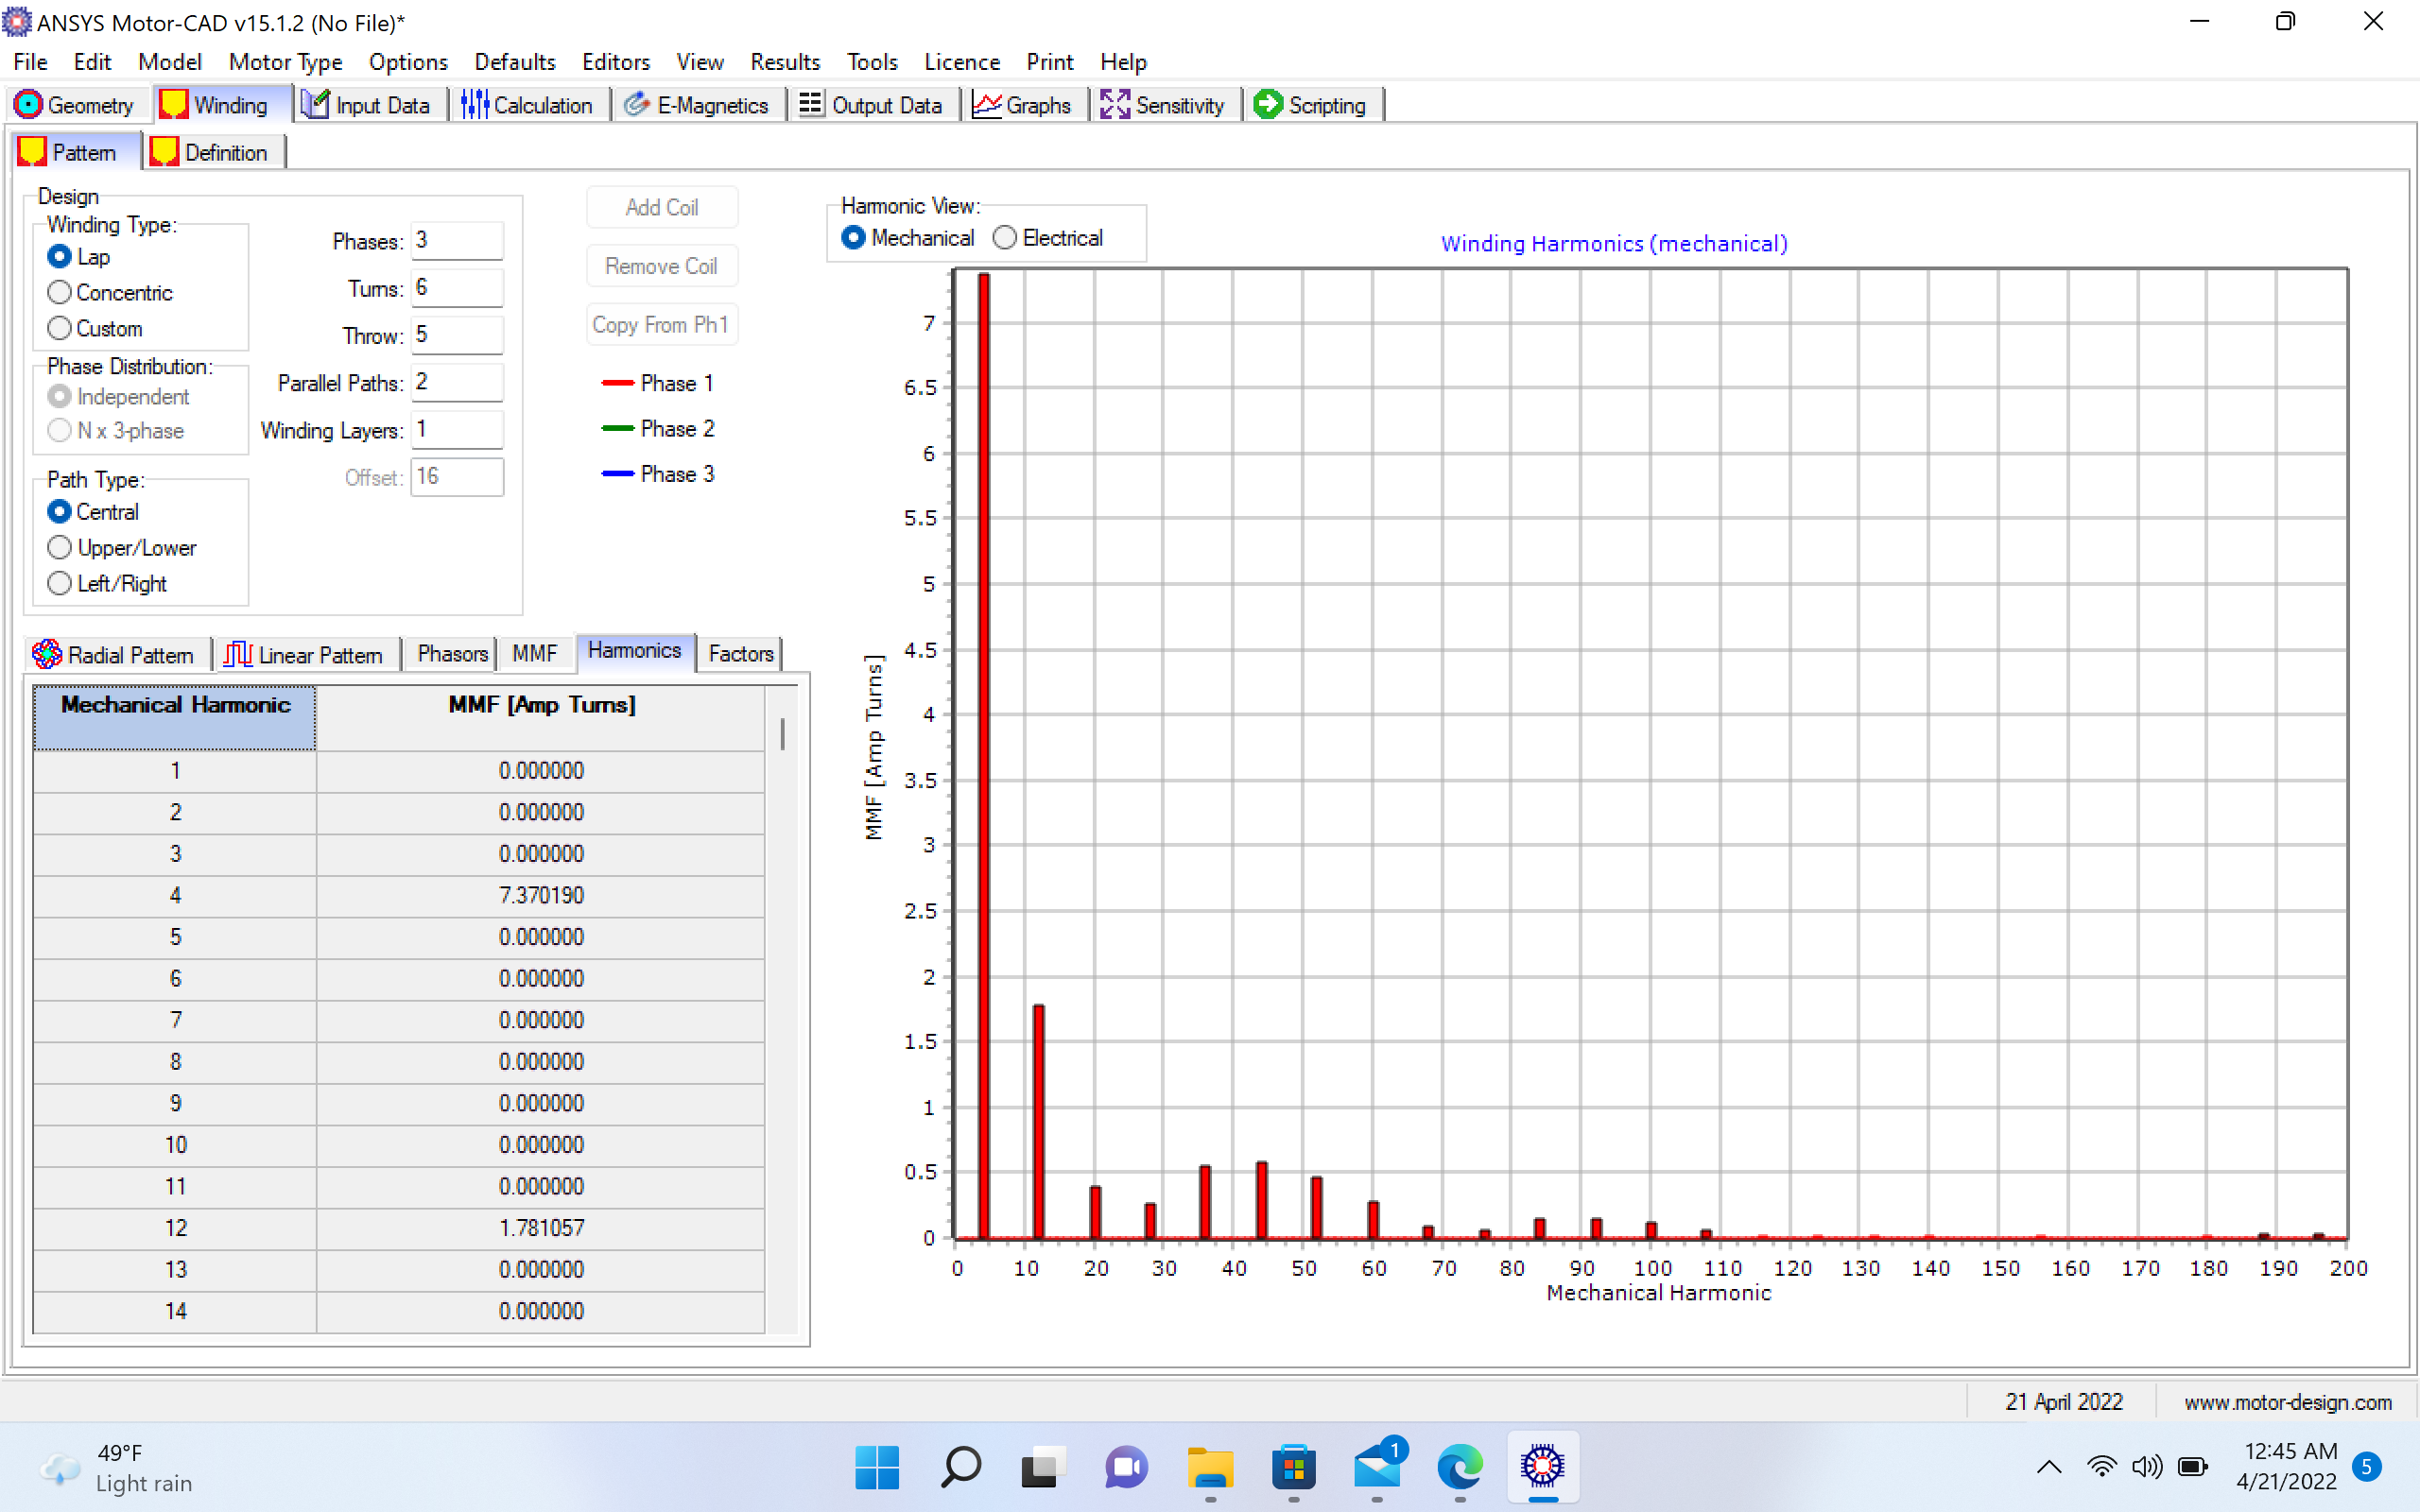 ANSYS Motor-CAD v15.1.2 (No File)*
File Edit Model Motor Type Options Defaults Editors View Results Tools Licence Print Help
Geometry Winding Input Data Calculation E-Magnetics Output Data Graphs Sensitivity Scripting
Pattern Definition
Design
Winding Type:
Lap
Concentric
Custom
Phase Distribution:
Independent
N x 3-phase
Path Type:
Central
Upper/Lower
Left/Right
Phases: 3
Turns: 6
Throw: 5
Parallel Paths: 2
Winding Layers: 1
Offset: 16
Add Coil
Remove Coil
Copy From Ph1
Phase 1
Phase 2
Phase 3
Radial Pattern Linear Pattern Phasors MMF Harmonics Factors
Mechanical Harmonic MMF [Amp Turns]
1 0.000000
2 0.000000
3 0.000000
4 7.370190
5 0.000000
6 0.000000
7 0.000000
8 0.000000
9 0.000000
10 0.000000
11 0.000000
12 1.781057
13 0.000000
14 0.000000
Harmonic View:
Mechanical Electrical
Winding Harmonics (mechanical)
MMF [Amp Turns]
7
6.5
6
5.5
5
4.5
4
3.5
3
2.5
2
1.5
1
0.5
0
0 10 20 30 40 50 60 70 80 90 100 110 120 130 140 150 160 170 180 190 200
Mechanical Harmonic
21 April 2022 www.motor-design.com
49°F
Light rain
1
12:45 AM
4/21/2022
5